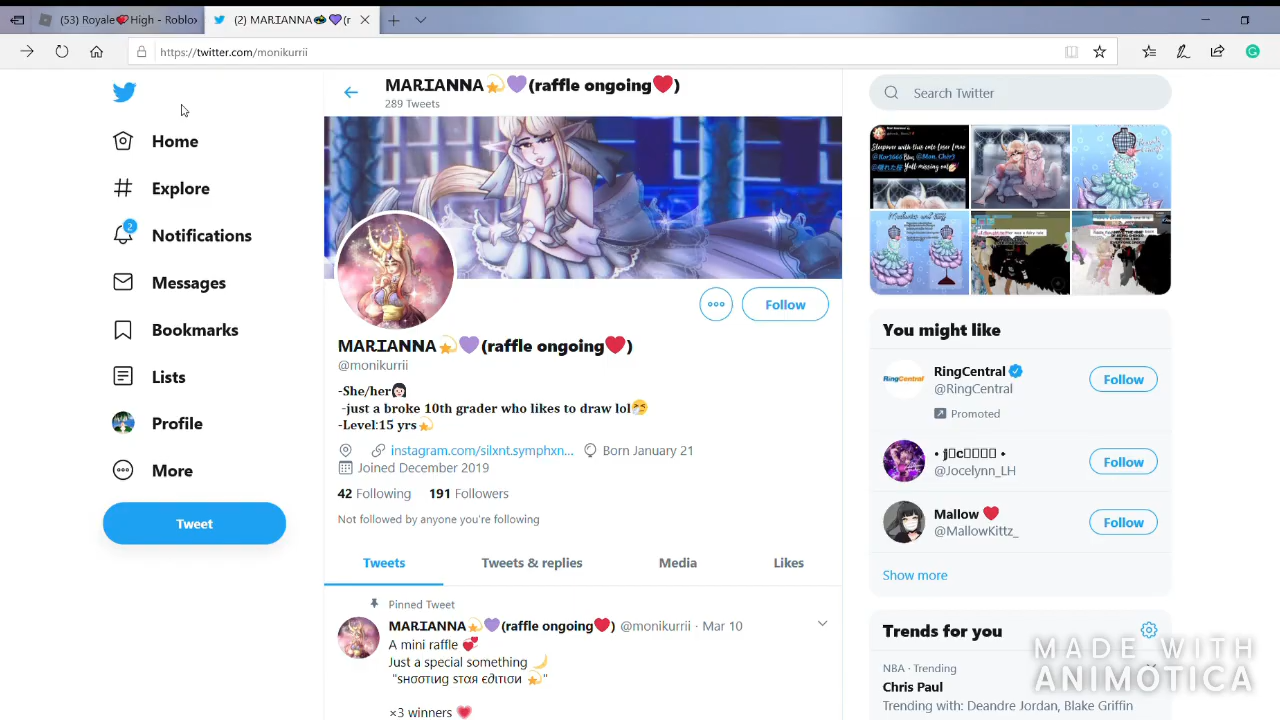 (53) Royale💗High - Roblo›
(2) MARIANNA💫💜(r
https://twitter.com/monikurrii
MARIANNA💫💜(raffle ongoing❤️)
289 Tweets
Search Twitter
Home
Explore
2
Notifications
Messages
Bookmarks
Lists
Profile
More
Tweet
Follow
MARIANNA💫💜(raffle ongoing❤️)
@monikurrii
-She/her👩🏻
-just a broke 10th grader who likes to draw lol🤧
-Level:15 yrs💫
instagram.com/silxnt.symphxn... Born January 21
Joined December 2019
42 Following 191 Followers
Not followed by anyone you're following
Tweets Tweets & replies Media Likes
Pinned Tweet
MARIANNA💫💜(raffle ongoing❤️) @monikurrii · Mar 10
A mini raffle 💞
Just a special something 🌙
"ѕнσσтιиg ѕтαя є∂ιтισи 💫"
×3 winners 💗
You might like
RingCentral
@RingCentral
Promoted
Follow
@Jocelynn_LH
Follow
Mallow ❤️
@MallowKittz_
Follow
Show more
Trends for you
NBA · Trending
Chris Paul
Trending with: Deandre Jordan, Blake Griffin
MADE WITH
ANIMOTICA